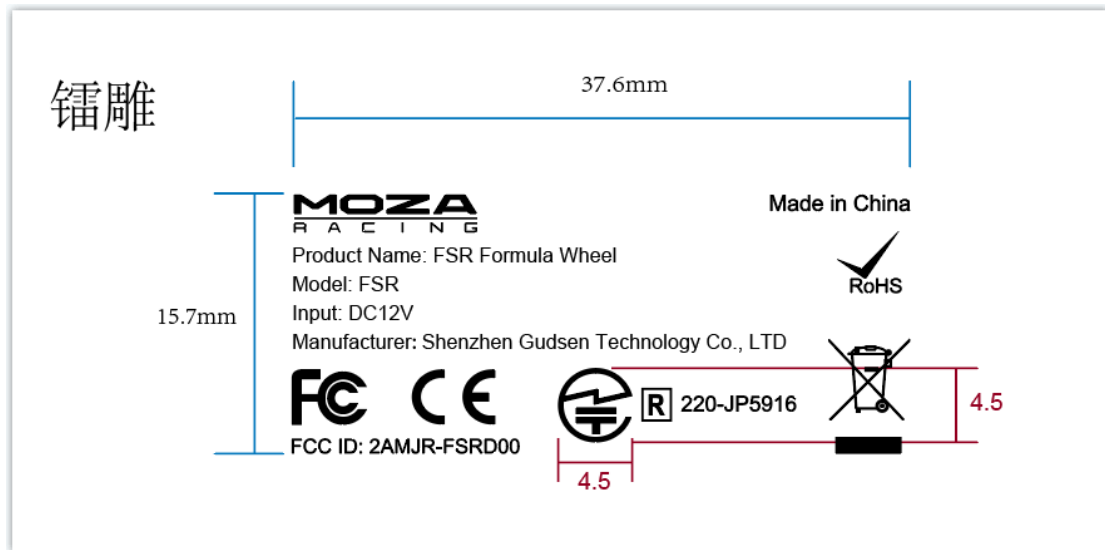 镭雕
37.6mm
15.7mm
MOZA
RACING
Made in China
Product Name: FSR Formula Wheel
Model: FSR
Input: DC12V
Manufacturer: Shenzhen Gudsen Technology Co., LTD
RoHS
FC CE
R 220-JP5916
FCC ID: 2AMJR-FSRD00
4.5
4.5